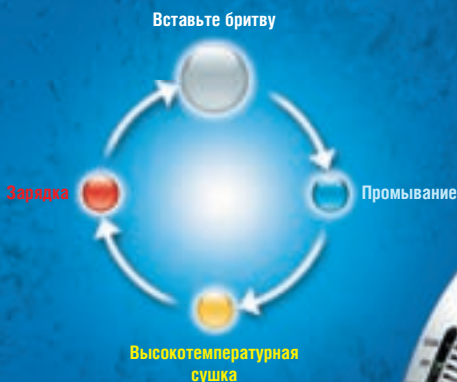 Вставьте бритву
Зарядка
Промывание
Высокотемпературная
сушка